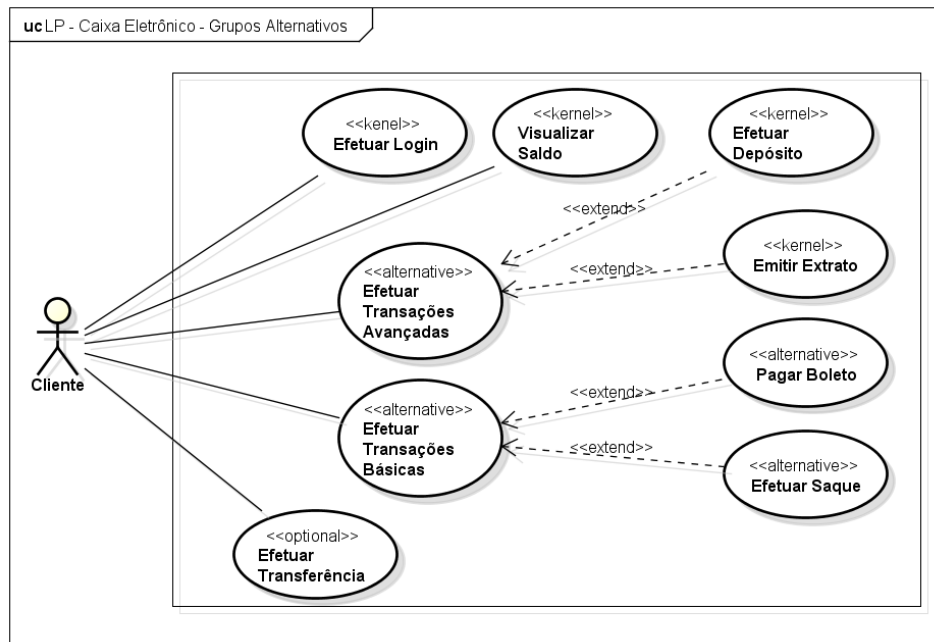 uc LP - Caixa Eletrônico - Grupos Alternativos
<<kenel>>
Efetuar Login
<<kernel>>
Visualizar
Saldo
<<kernel>>
Efetuar
Depósito
<<extend>>
<<kernel>>
Emitir Extrato
<<extend>>
<<alternative>>
Efetuar
Transações
Avançadas
Cliente
<<alternative>>
Pagar Boleto
<<extend>>
<<alternative>>
Efetuar
Transações
Básicas
<<extend>>
<<alternative>>
Efetuar Saque
<<optional>>
Efetuar
Transferência